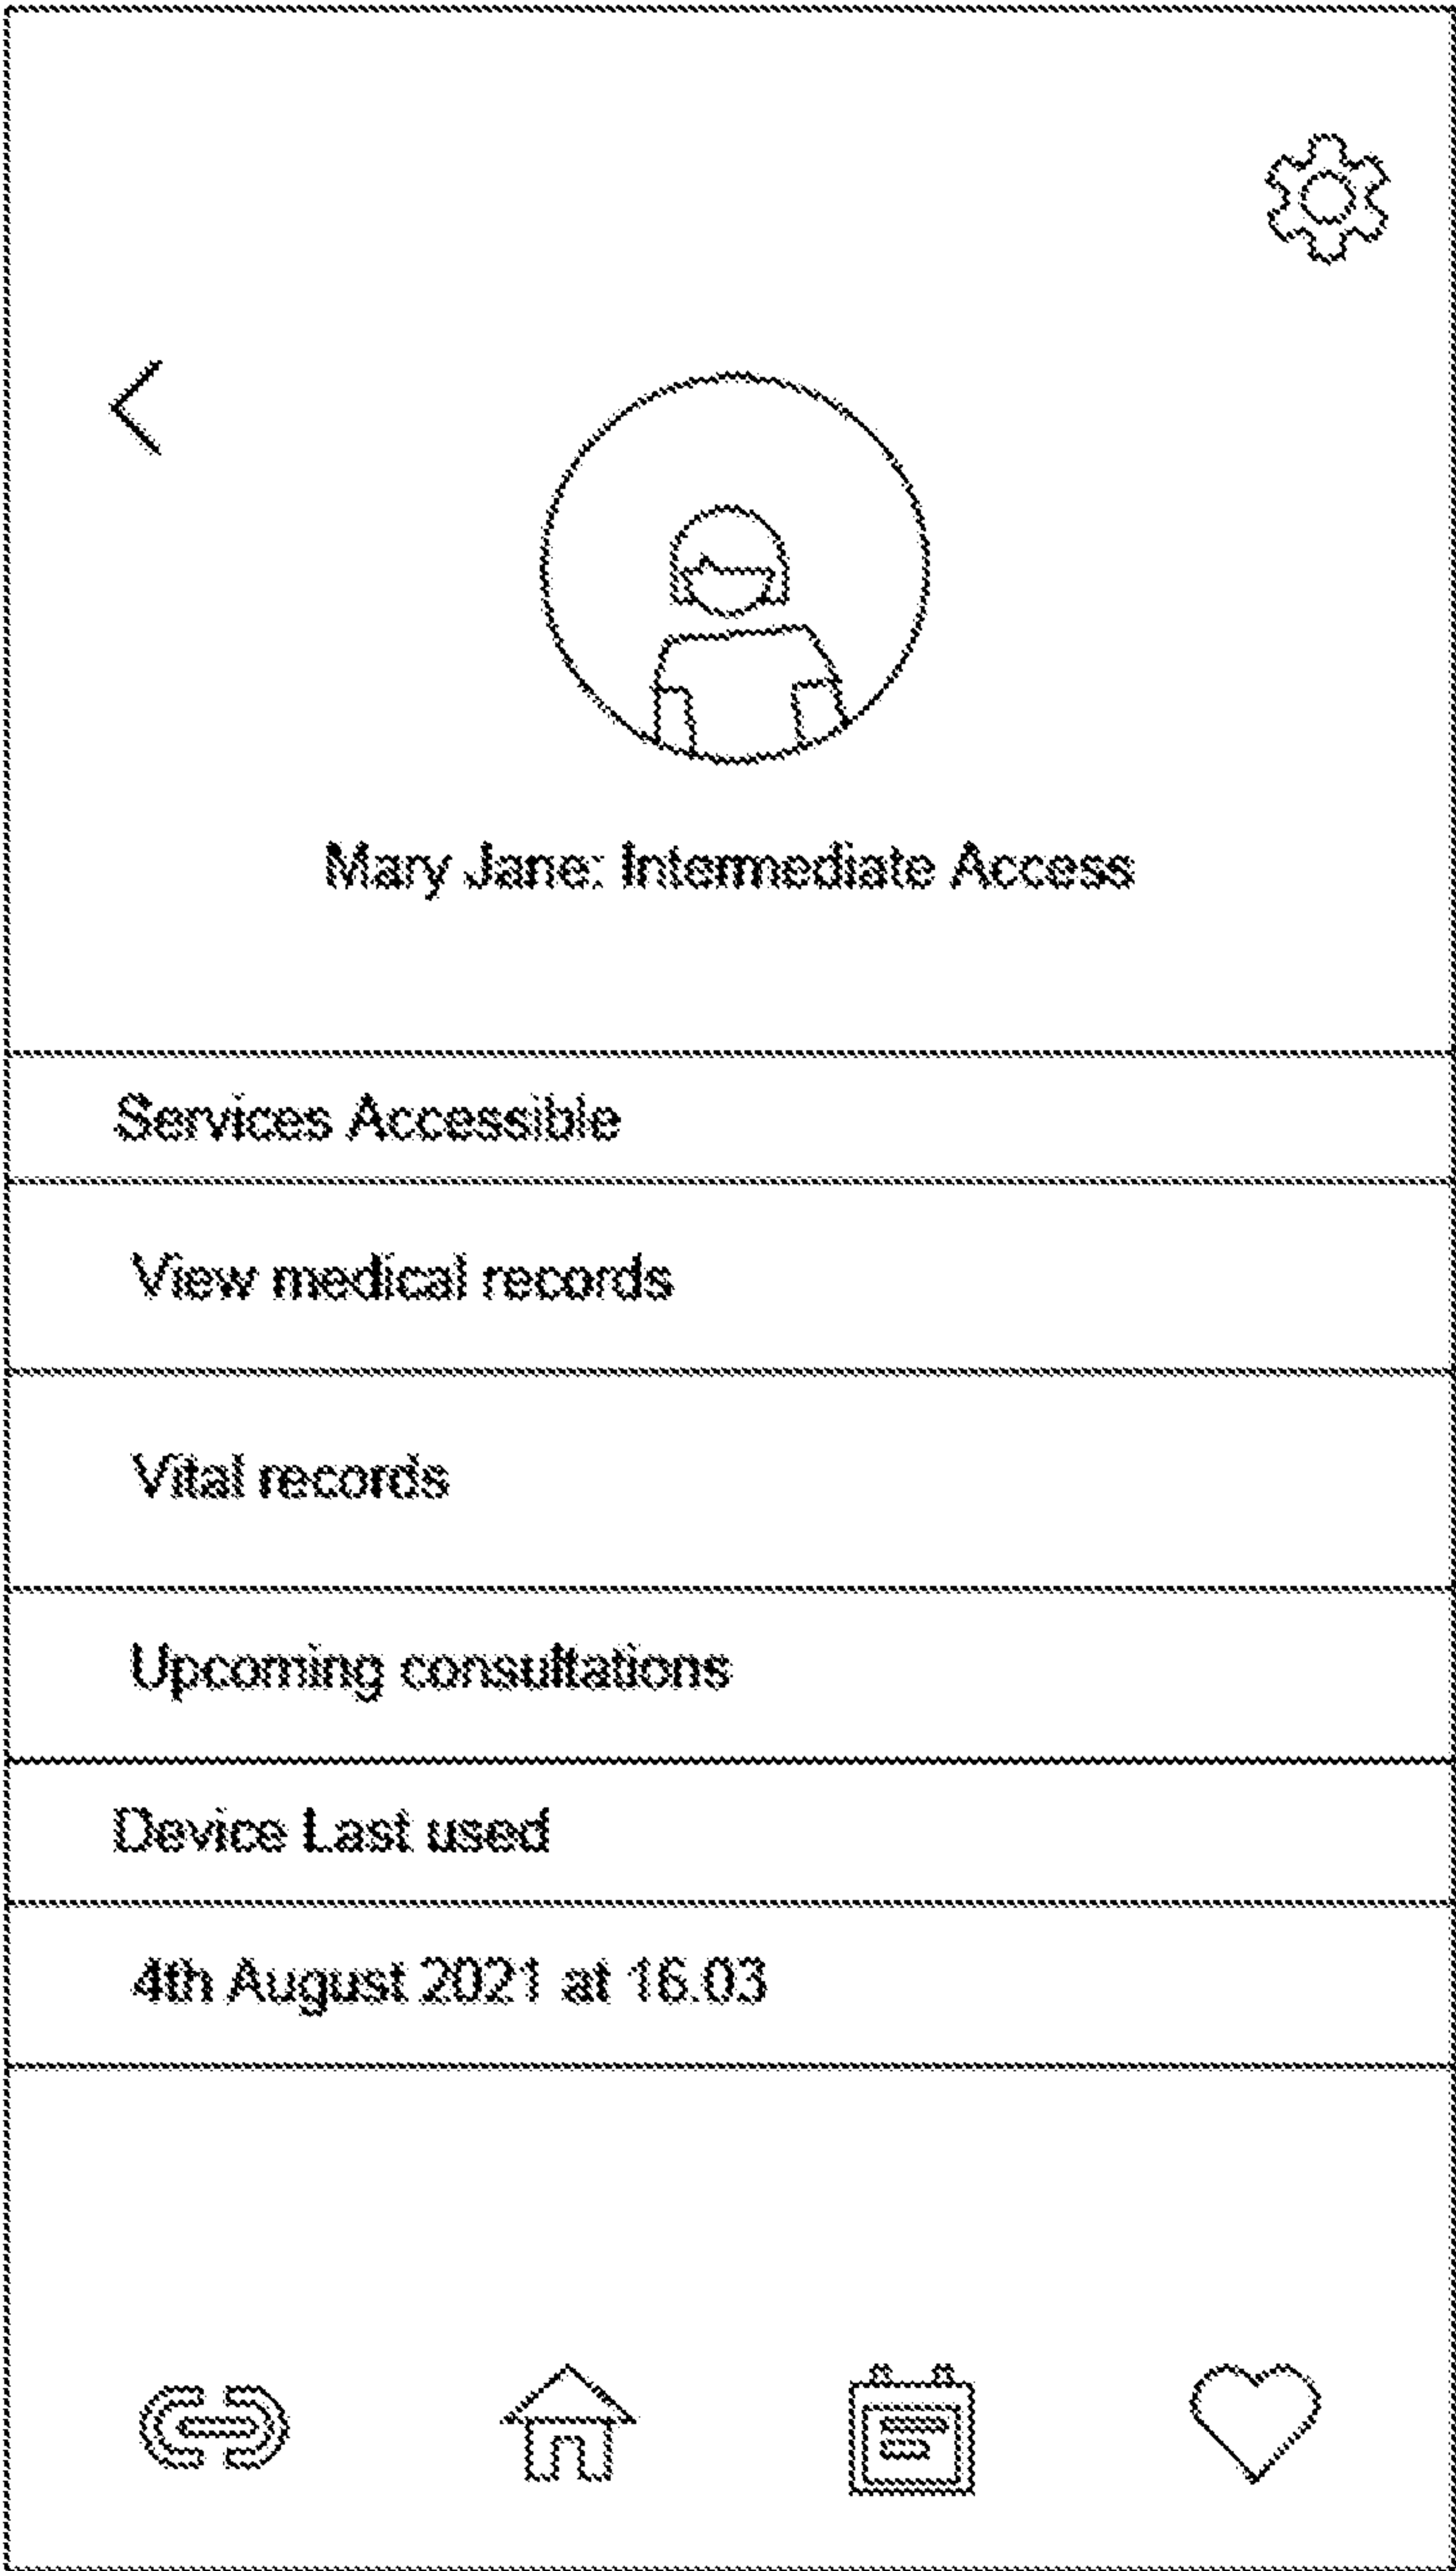 Mary Jane: Intermediate Access
Services Accessible
View medical records
Vital records
Upcoming consultations
Device Last used
4th August 2021 at 16.03